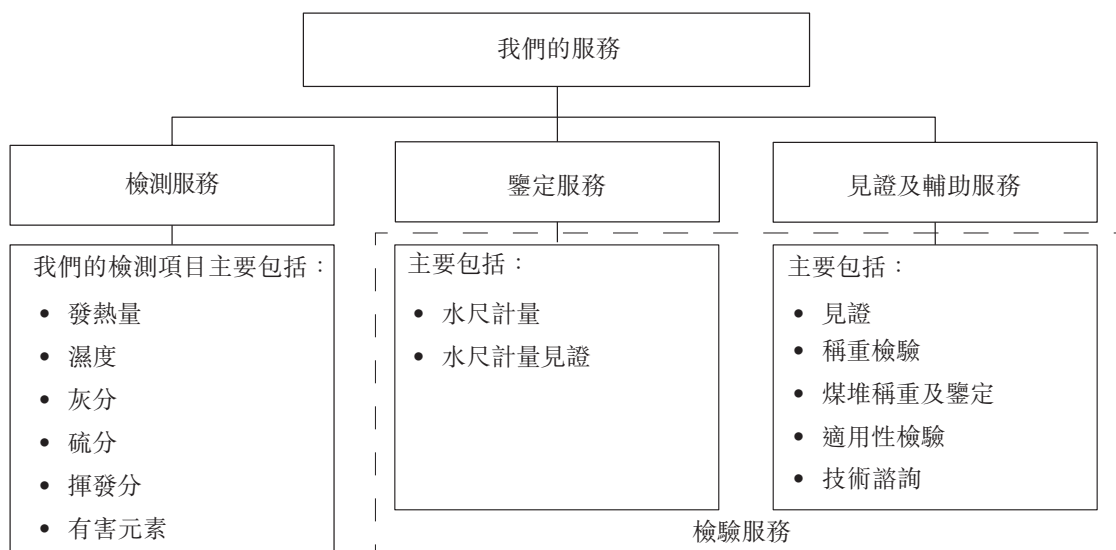 我們的服務
檢測服務
鑒定服務
見證及輔助服務
我們的檢測項目主要包括：
• 發熱量
• 濕度
• 灰分
• 硫分
• 揮發分
• 有害元素
主要包括：
• 水尺計量
• 水尺計量見證
主要包括：
• 見證
• 稱重檢驗
• 煤堆稱重及鑒定
• 適用性檢驗
• 技術諮詢
檢驗服務